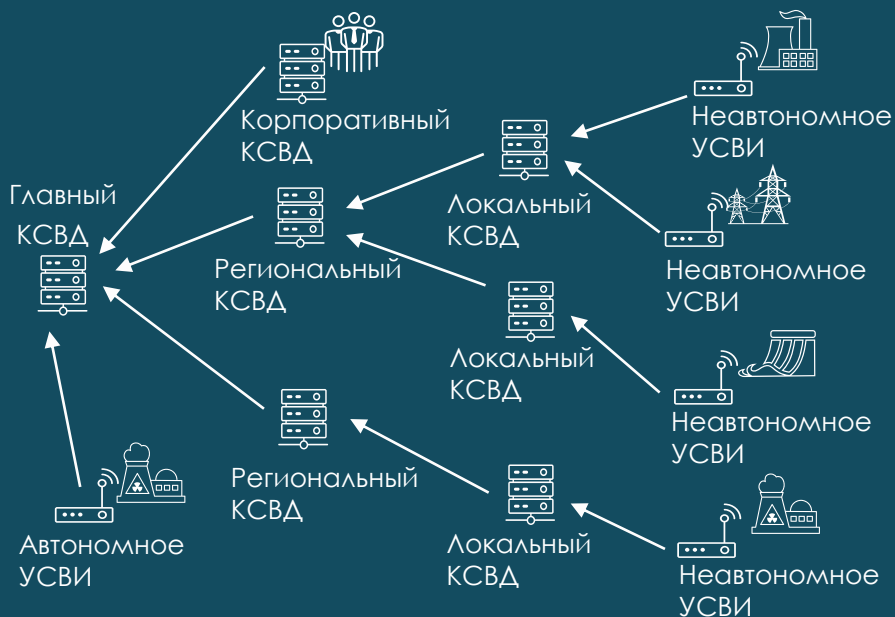 Корпоративный
КСВД
Неавтономное
УСВИ
Главный
КСВД
Локальный
КСВД
Региональный
КСВД
Неавтономное
УСВИ
Локальный
КСВД
Неавтономное
УСВИ
Региональный
КСВД
Автономное
УСВИ
Локальный
КСВД
Неавтономное
УСВИ